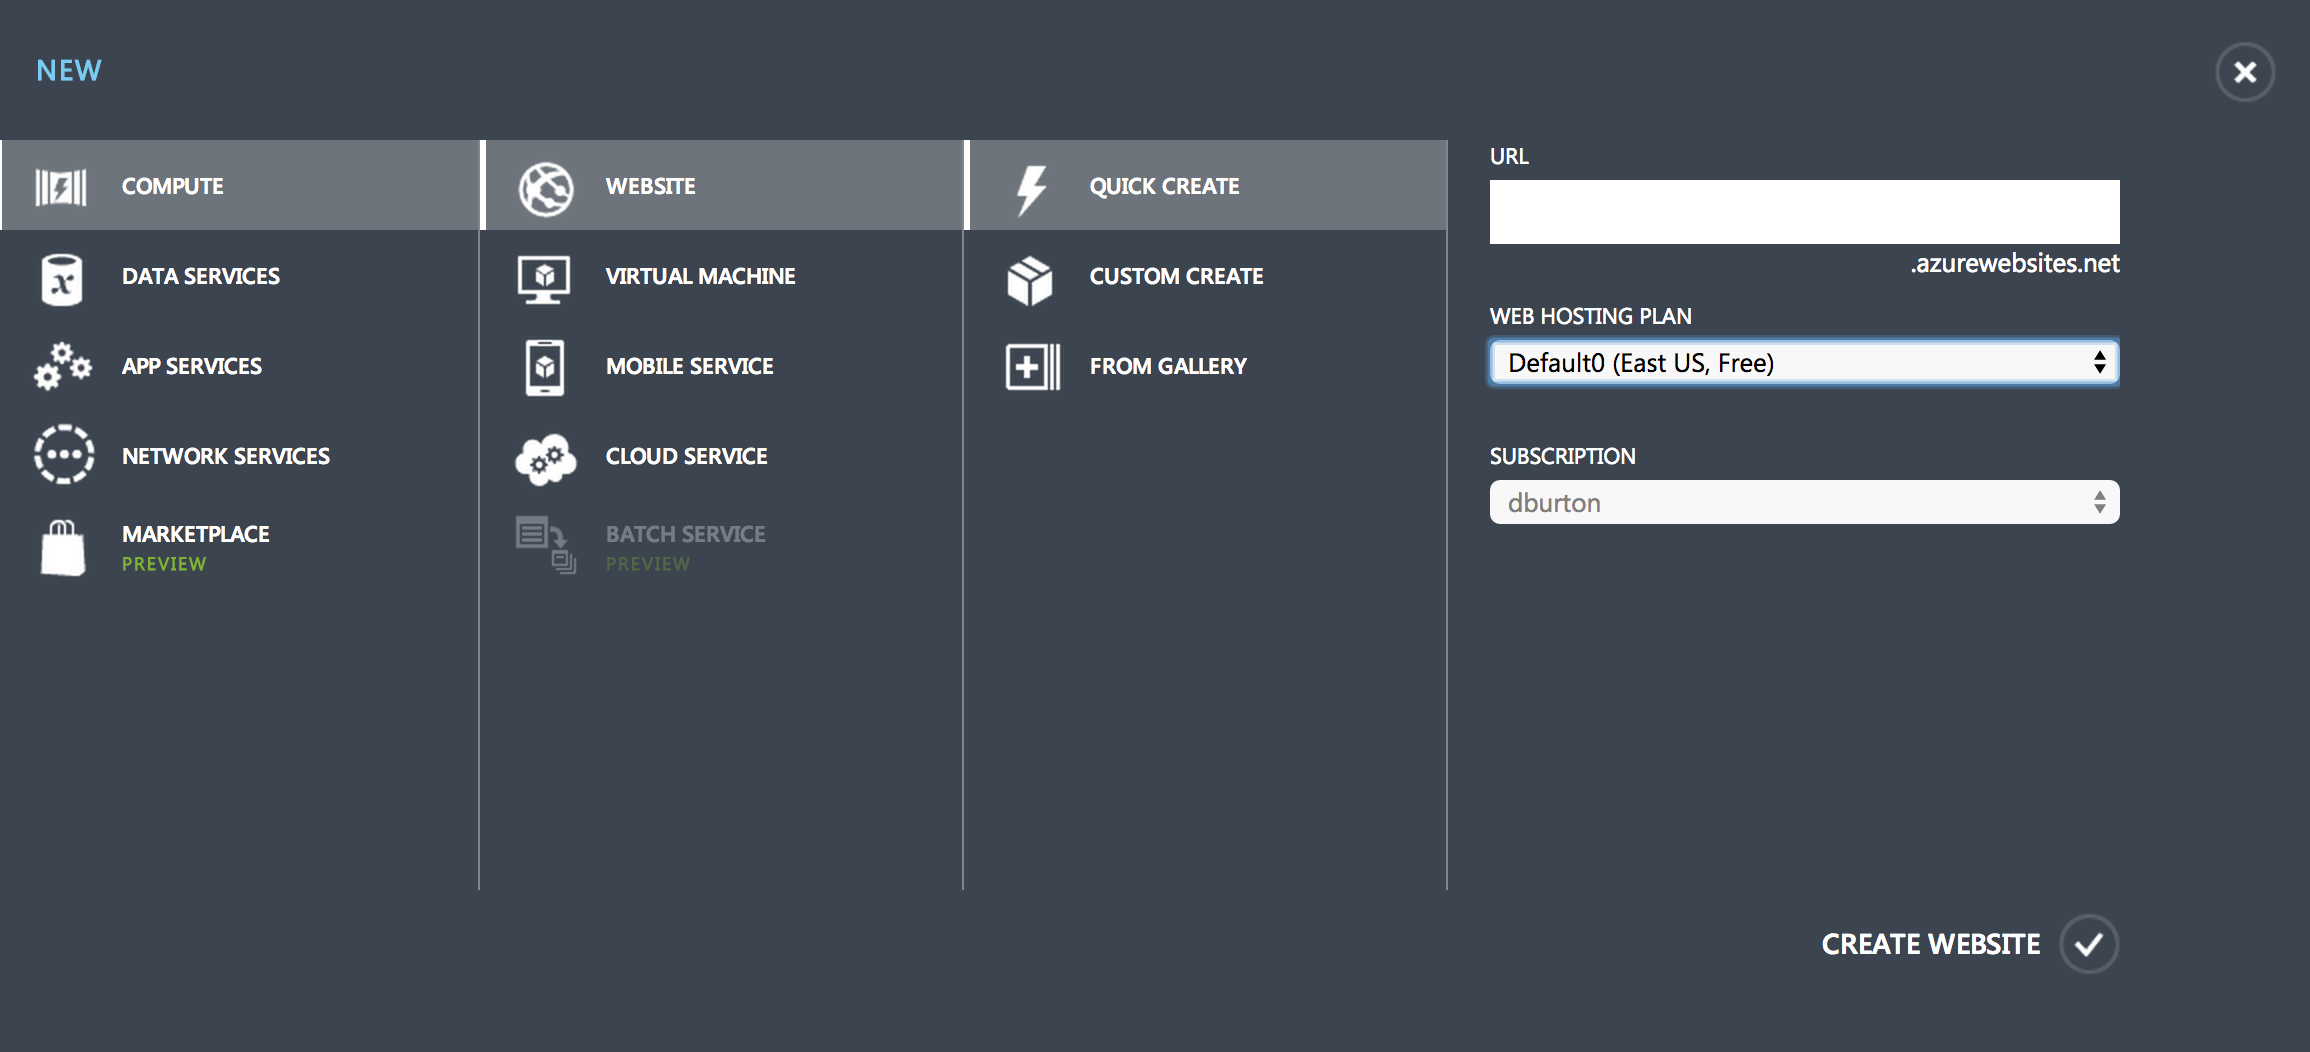 NEW
COMPUTE
DATA SERVICES
APP SERVICES
NETWORK SERVICES
MARKETPLACE
PREVIEW
WEBSITE
VIRTUAL MACHINE
MOBILE SERVICE
CLOUD SERVICE
BATCH SERVICE
PREVIEW
QUICK CREATE
CUSTOM CREATE
FROM GALLERY
URL
.azurewebsites.net
WEB HOSTING PLAN
Default0 (East US, Free)
SUBSCRIPTION
dburton
CREATE WEBSITE